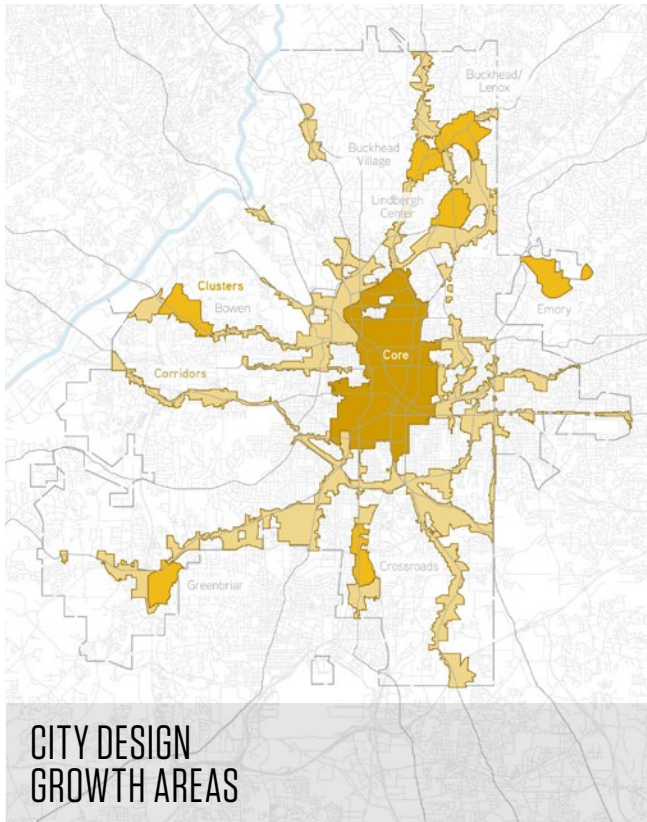 Buckhead/
Lenox
Buckhead
Village
Lindbergh
Center
Clusters
Bowen
Emory
Core
Corridors
Crossroads
Greenbriar
CITY DESIGN
GROWTH AREAS